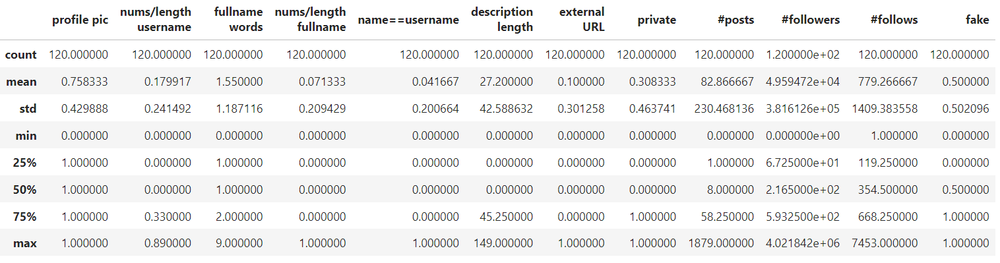 profile pic nums/length username fullname words nums/length fullname name==username description length external URL private #posts #followers #follows fake
count 120.000000 120.000000 120.000000 120.000000 120.000000 120.000000 120.000000 120.000000 120.000000 1.200000e+02 120.000000 120.000000
mean 0.758333 0.179917 1.550000 0.071333 0.041667 27.200000 0.100000 0.308333 82.866667 4.959472e+04 779.266667 0.500000
std 0.429888 0.241492 1.187116 0.209429 0.200664 42.588632 0.301258 0.463741 230.468136 3.816126e+05 1409.383558 0.502096
min 0.000000 0.000000 0.000000 0.000000 0.000000 0.000000 0.000000 0.000000 0.000000 0.000000e+00 1.000000 0.000000
25% 1.000000 0.000000 1.000000 0.000000 0.000000 0.000000 0.000000 0.000000 1.000000 6.725000e+01 119.250000 0.000000
50% 1.000000 0.000000 1.000000 0.000000 0.000000 0.000000 0.000000 0.000000 8.000000 2.165000e+02 354.500000 0.500000
75% 1.000000 0.330000 2.000000 0.000000 0.000000 45.250000 0.000000 1.000000 58.250000 5.932500e+02 668.250000 1.000000
max 1.000000 0.890000 9.000000 1.000000 1.000000 149.000000 1.000000 1.000000 1879.000000 4.021842e+06 7453.000000 1.000000